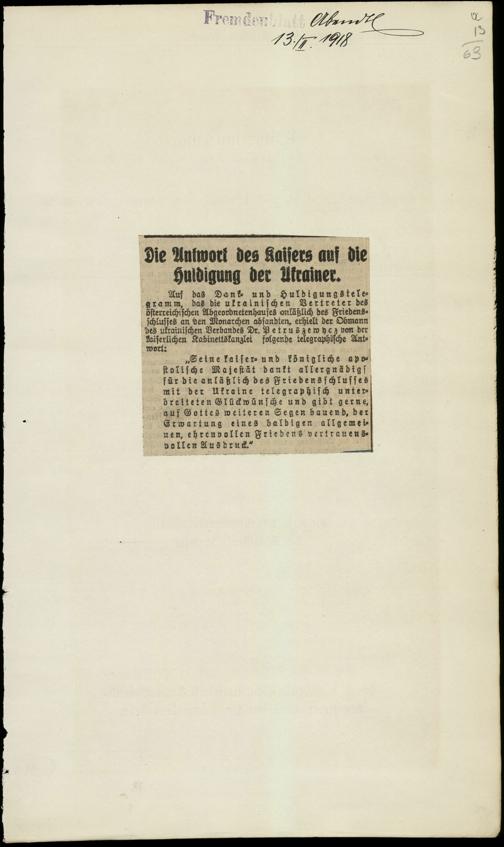 Fremdenblatt Abendbl
13./II. 1918
a
13
63
Die Antwort des Kaisers auf die
Huldigung der Ukrainer.
Auf das Dank- und Huldigungstele-
gramm, das die ukrainischen Vertreter des
österreichischen Abgeordnetenhauses anläßlich des Friedens-
schlusses an den Monarchen absandten, erhielt der Obmann
des ukrainischen Verbandes Dr. Petruszewycz von der
kaiserlichen Kabinettskanzlei folgende telegraphische Ant-
wort:
„Seine kaiser- und königliche apo-
stolische Majestät dankt allergnädigst
für die anläßlich des Friedensschlusses
mit der Ukraine telegraphisch unter-
breiteten Glückwünsche und gibt gerne,
auf Gottes weiteren Segen bauend, der
Erwartung eines baldigen allgemei-
nen, ehrenvollen Friedens vertrauens-
vollen Ausdruck."